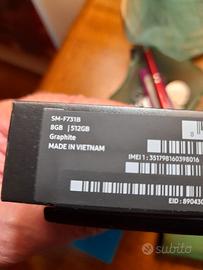 SM-F731B
8GB | 512GB
Graphite
MADE IN VIETNAM
IMEI 1 : 351798160398016
EID : 890430
subito